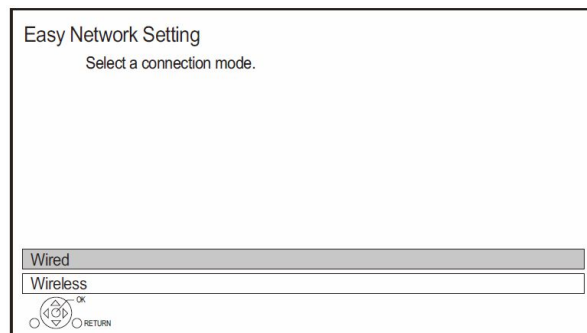 Easy Network Setting
Select a connection mode.
Wired
Wireless
OK
RETURN